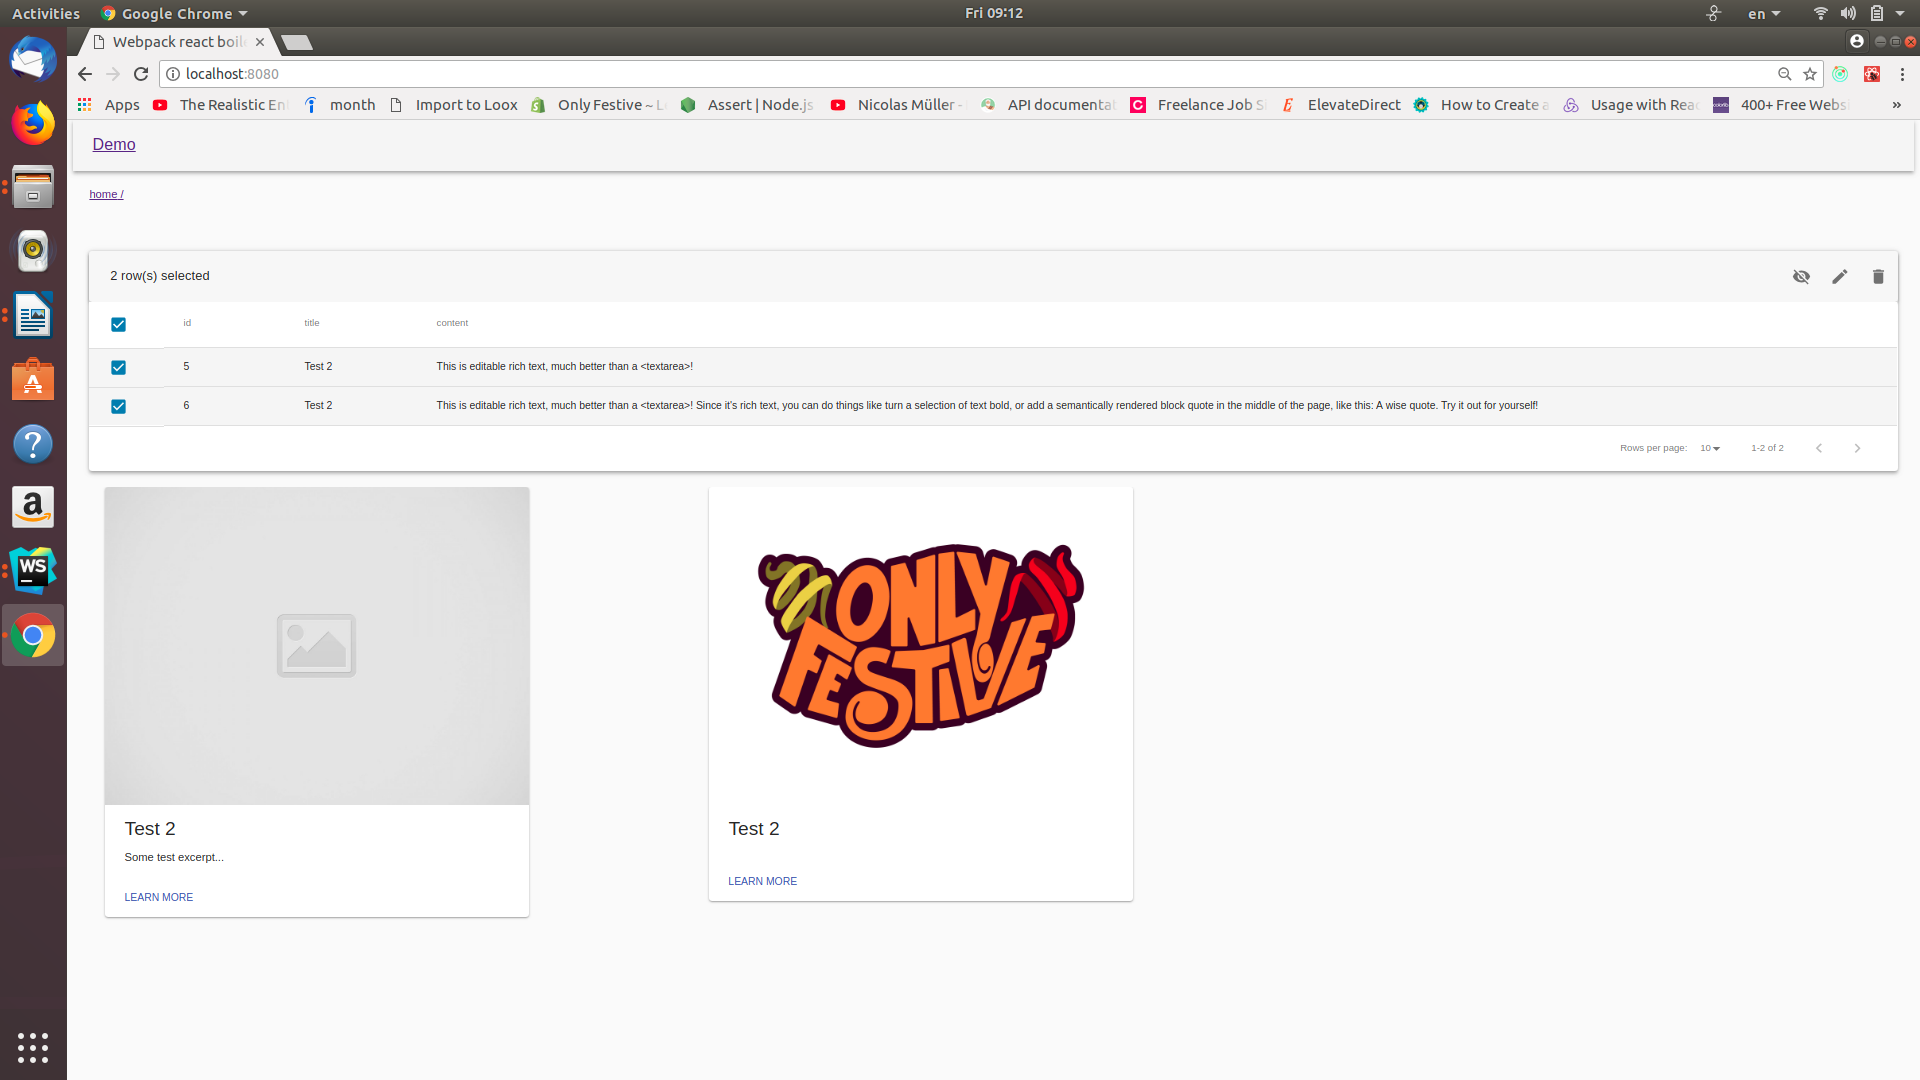 Activities Google Chrome Fri 09:12 en
Webpack react boil
localhost:8080
Apps The Realistic En month Import to Loox Only Festive ~ L Assert | Node.js Nicolas Müller - API documentat Freelance Job S ElevateDirect How to Create a Usage with Reac 400+ Free Websi »
Demo
home /
2 row(s) selected
id title content
5 Test 2 This is editable rich text, much better than a <textarea>!
6 Test 2 This is editable rich text, much better than a <textarea>! Since it's rich text, you can do things like turn a selection of text bold, or add a semantically rendered block quote in the middle of the page, like this: A wise quote. Try it out for yourself!
Rows per page: 10 1-2 of 2
ONLY
FESTIVE
Test 2
Some test excerpt...
LEARN MORE
Test 2
LEARN MORE
WS